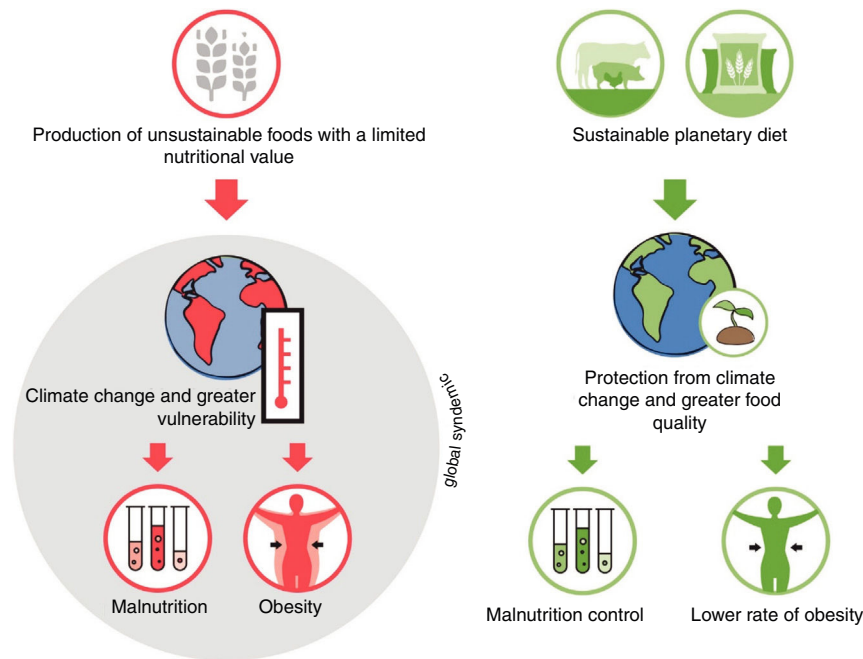 Production of unsustainable foods with a limited
nutritional value
Sustainable planetary diet
Climate change and greater
vulnerability
global syndemic
Protection from climate
change and greater food
quality
Malnutrition
Obesity
Malnutrition control
Lower rate of obesity